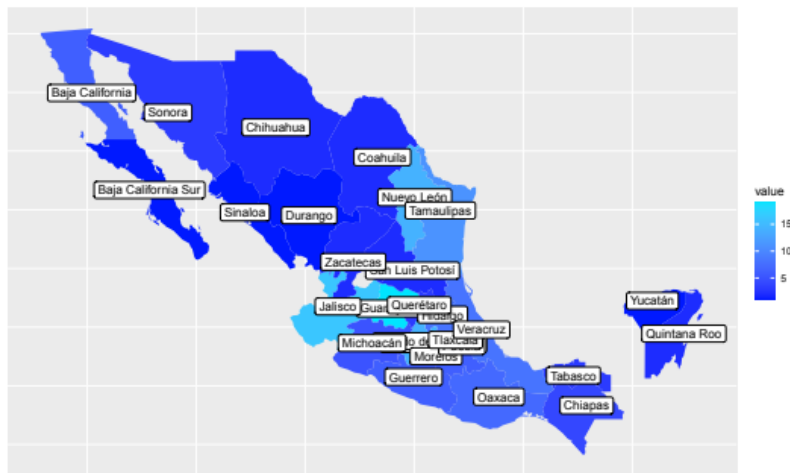 Baja California
Sonora
Chihuahua
Coahuila
Baja California Sur
Nuevo León
Sinaloa
Durango
Tamaulipas
Zacatecas
San Luis Potosí
Jalisco
Querétaro
Hidalgo
Veracruz
Michoacán
Tlaxcala
Morelos
Guerrero
Oaxaca
Tabasco
Chiapas
Yucatán
Quintana Roo
value
15
10
5